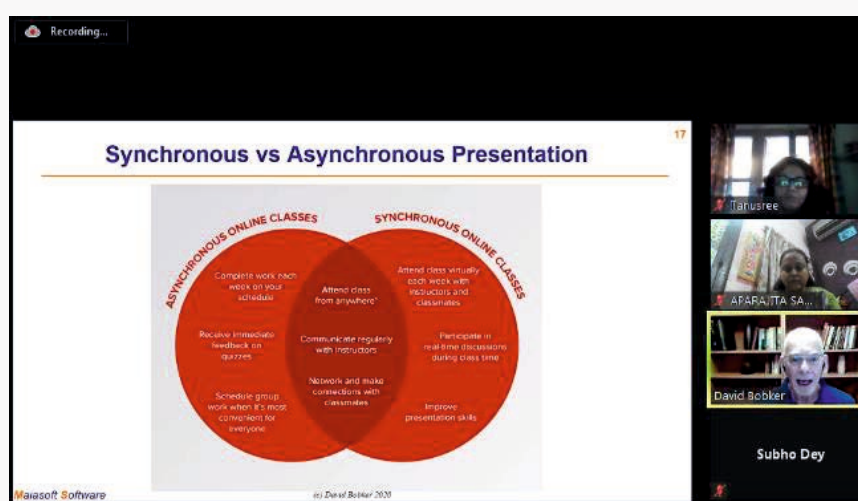 Recording...
17
Synchronous vs Asynchronous Presentation
ASYNCHRONOUS ONLINE CLASSES
SYNCHRONOUS ONLINE CLASSES
Complete work each
week on your
schedule
Receive immediate
feedback on
quizzes
Schedule group
work when it's most
convenient for
everyone
Attend class
from anywhere*
Communicate regularly
with instructors
Network and make
connections with
classmates
Attend class virtually
each week with
instructors and
classmates
Participate in
real-time discussions
during class time
Improve
presentation skills
Maiasoft Software
(c) David Bobker 2020
Tanusree
APARAJITA SA...
David Bobker
Subho Dey